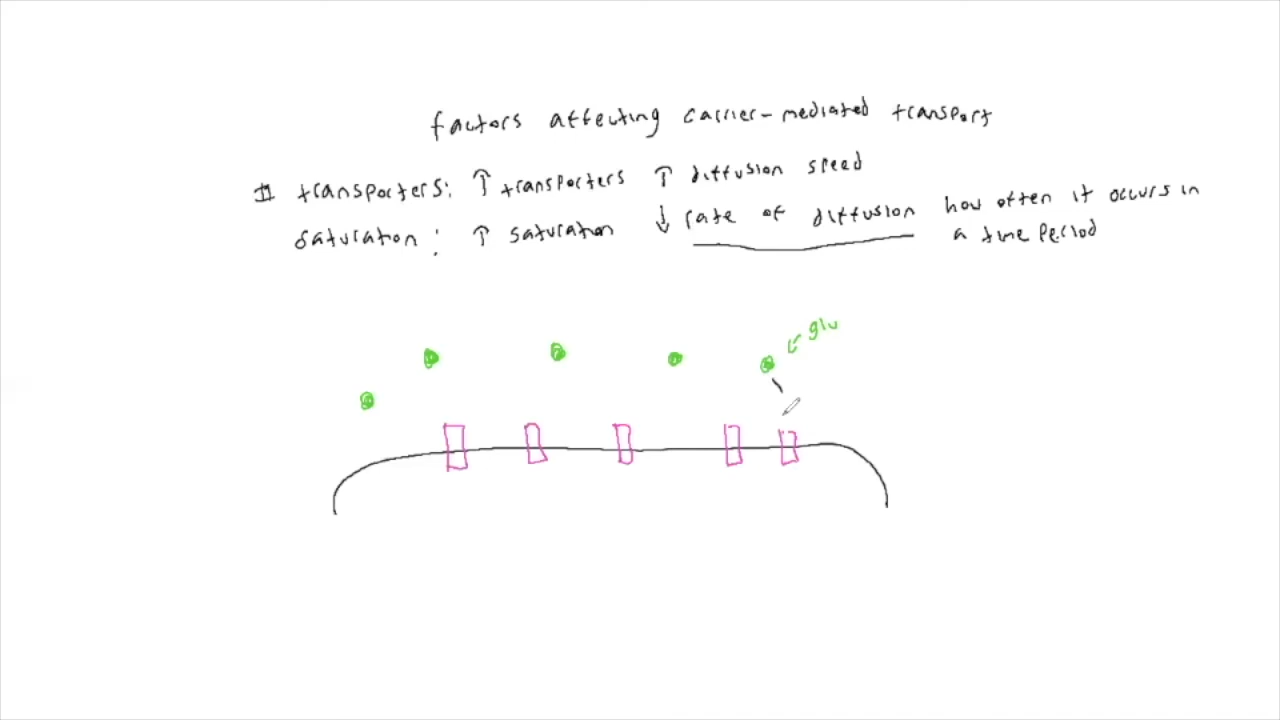 factors affecting carrier-mediated transport
# transporters: ↑ transporters ↑ diffusion speed
saturation: ↑ saturation ↓ rate of diffusion how often it occurs in
a time period
glu